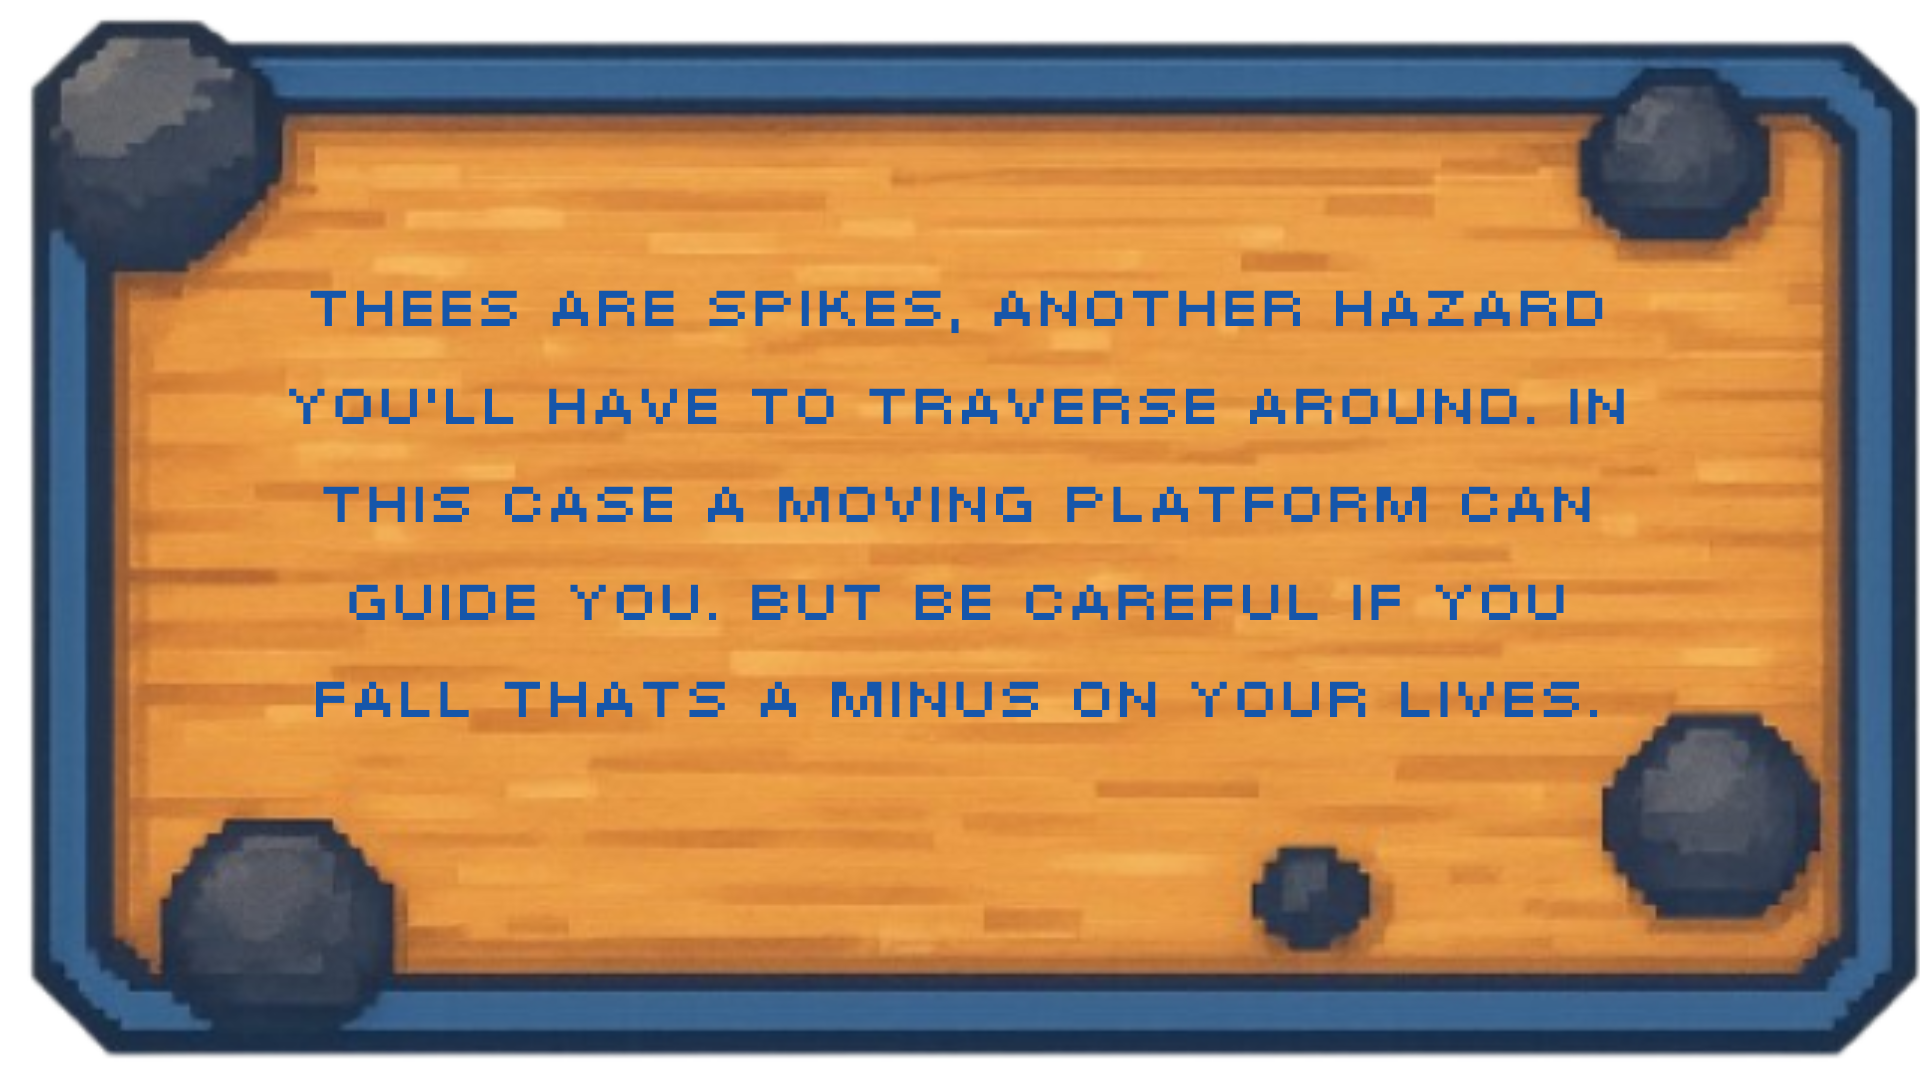 THEES ARE SPIKES, ANOTHER HAZARD
YOU'LL HAVE TO TRAVERSE AROUND. IN
THIS CASE A MOVING PLATFORM CAN
GUIDE YOU. BUT BE CAREFUL IF YOU
FALL THATS A MINUS ON YOUR LIVES.